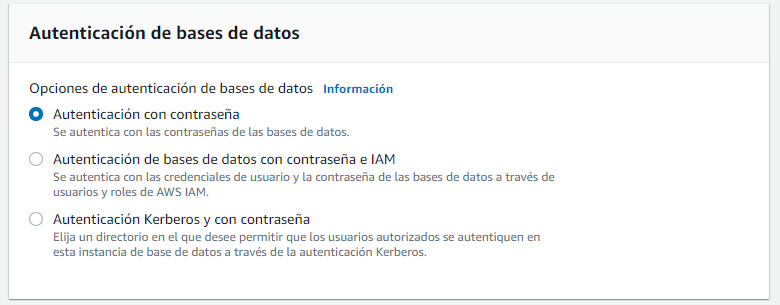 Autenticación de bases de datos
Opciones de autenticación de bases de datos Información
Autenticación con contraseña
Se autentica con las contraseñas de las bases de datos.
Autenticación de bases de datos con contraseña e IAM
Se autentica con las credenciales de usuario y la contraseña de las bases de datos a través de
usuarios y roles de AWS IAM.
Autenticación Kerberos y con contraseña
Elija un directorio en el que desee permitir que los usuarios autorizados se autentiquen en
esta instancia de base de datos a través de la autenticación Kerberos.